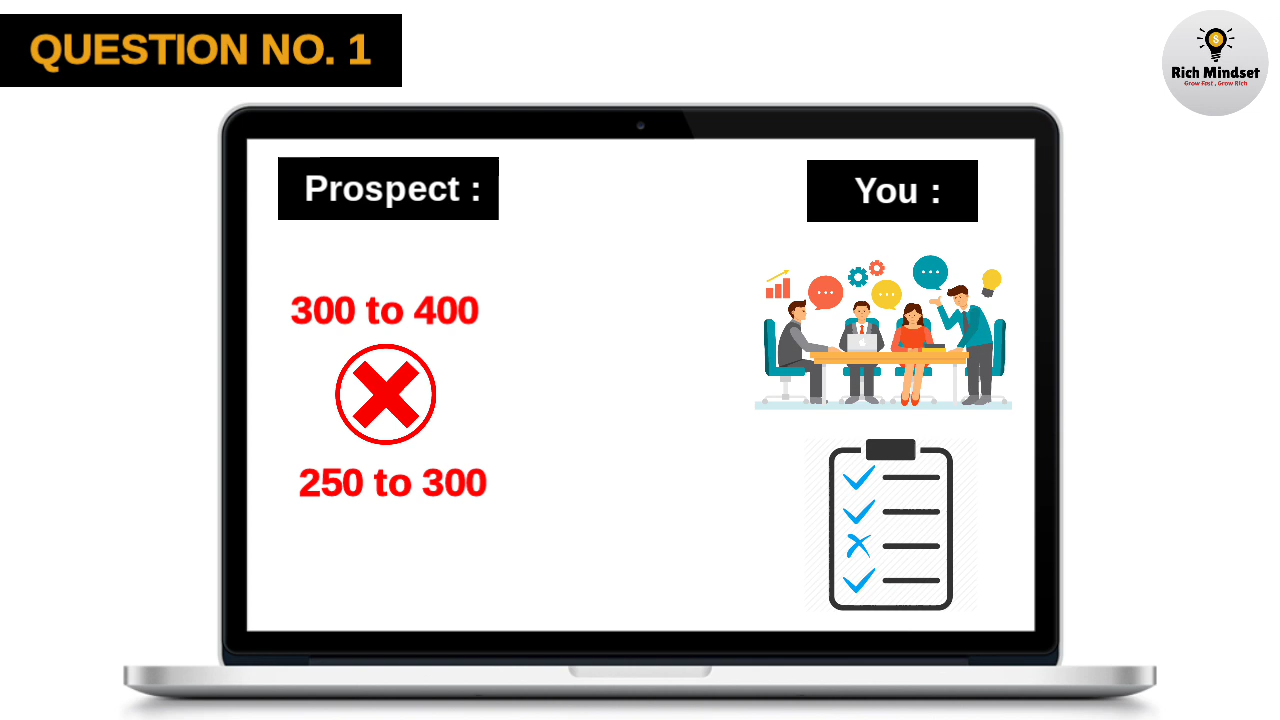 QUESTION NO. 1
Rich Mindset
Grow Fast , Grow Rich
Prospect :
You :
300 to 400
250 to 300